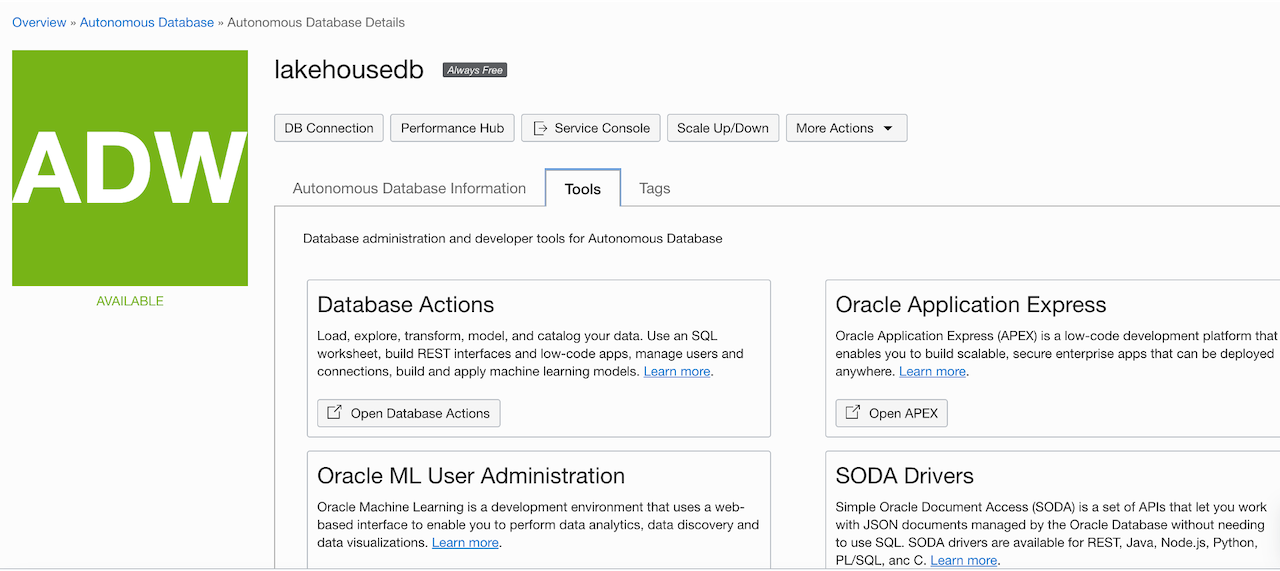 Overview » Autonomous Database » Autonomous Database Details
ADW
AVAILABLE
lakehousedb Always Free
DB Connection Performance Hub Service Console Scale Up/Down More Actions
Autonomous Database Information Tools Tags
Database administration and developer tools for Autonomous Database
Database Actions
Load, explore, transform, model, and catalog your data. Use an SQL
worksheet, build REST interfaces and low-code apps, manage users and
connections, build and apply machine learning models. Learn more.
Open Database Actions
Oracle Application Express
Oracle Application Express (APEX) is a low-code development platform that
enables you to build scalable, secure enterprise apps that can be deployed
anywhere. Learn more.
Open APEX
Oracle ML User Administration
Oracle Machine Learning is a development environment that uses a web-
based interface to enable you to perform data analytics, data discovery and
data visualizations. Learn more.
SODA Drivers
Simple Oracle Document Access (SODA) is a set of APIs that let you work
with JSON documents managed by the Oracle Database without needing
to use SQL. SODA drivers are available for REST, Java, Node.js, Python,
PL/SQL, anc C. Learn more.